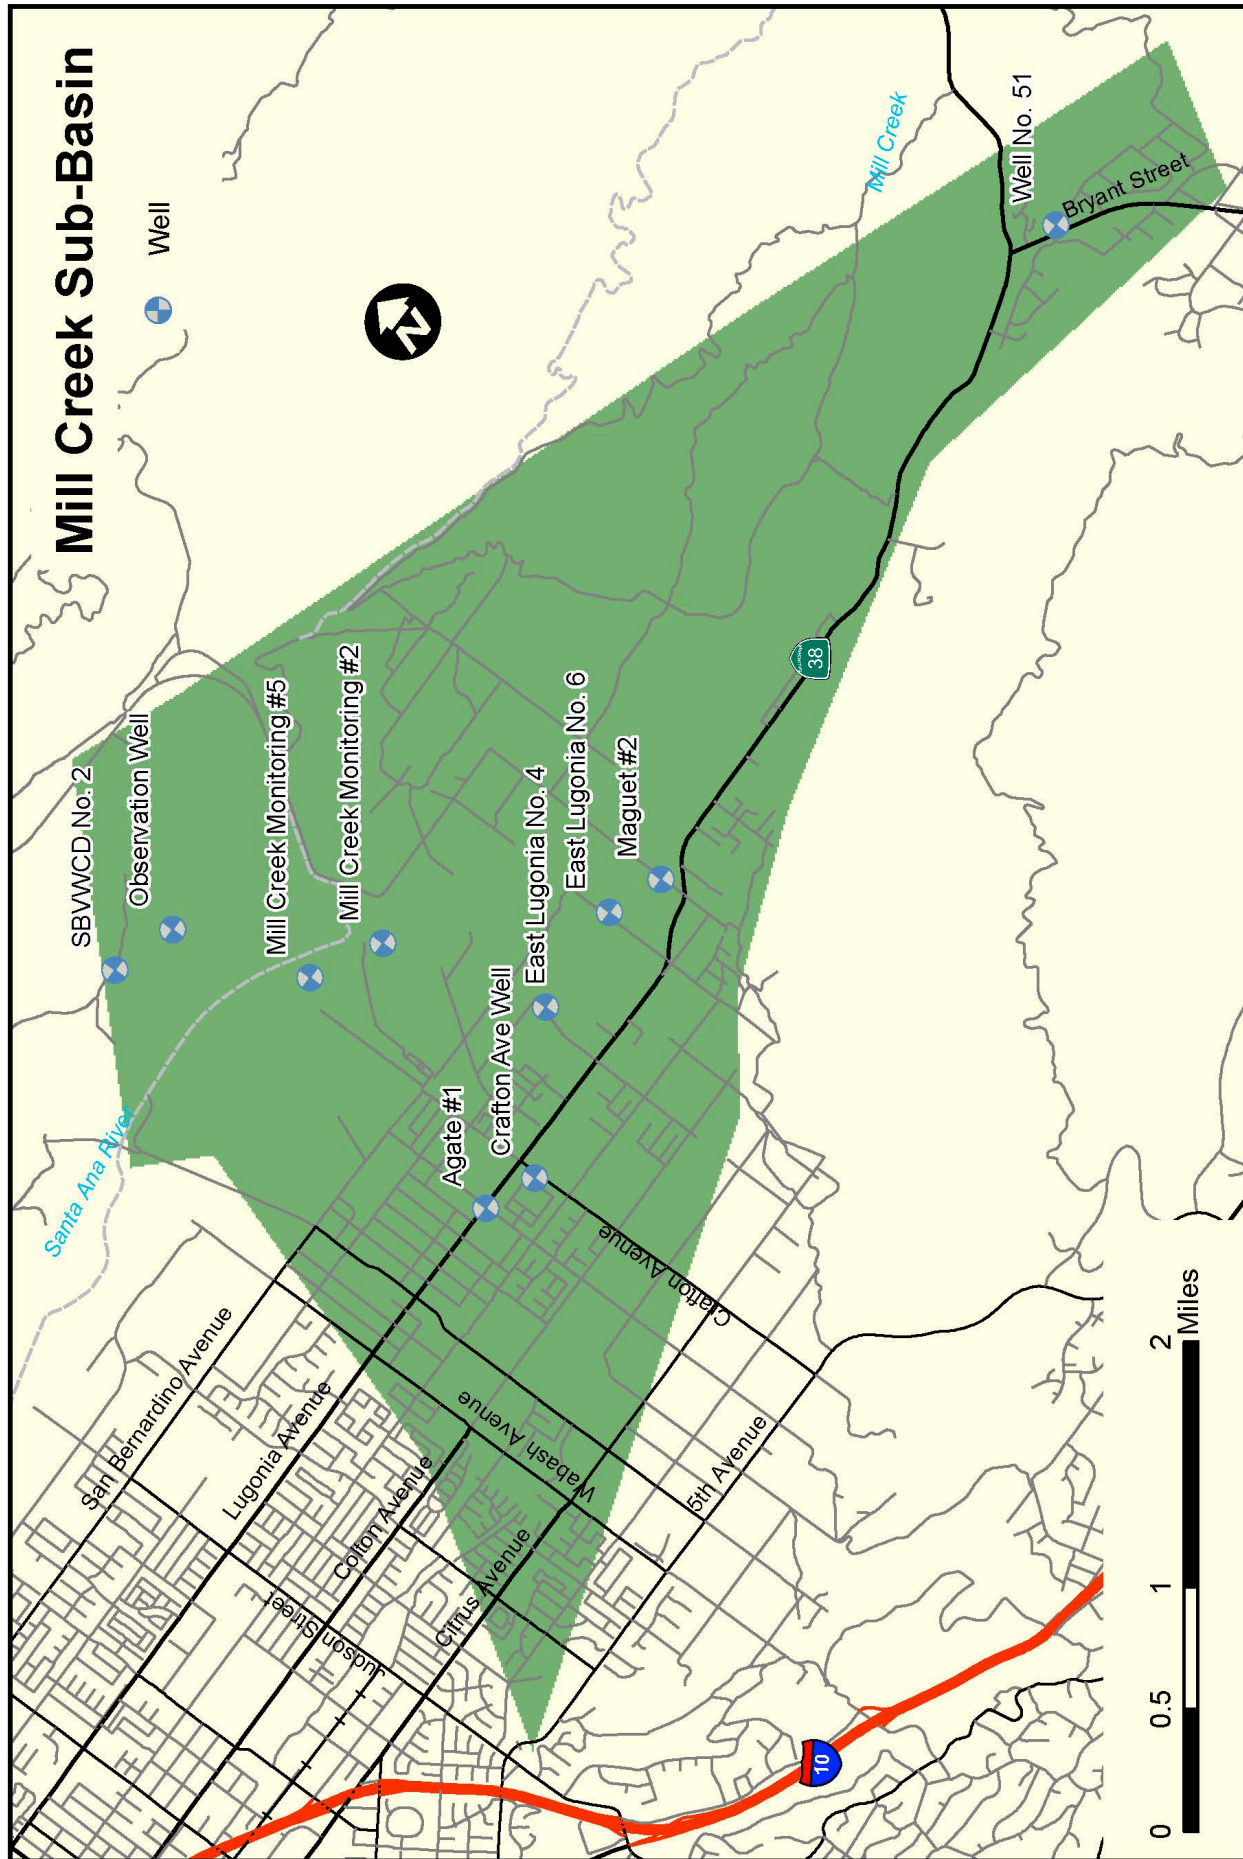 Mill Creek Sub-Basin
Well
N
SBVWCD No. 2
Observation Well
Mill Creek Monitoring #5
Mill Creek Monitoring #2
East Lugonia No. 4
East Lugonia No. 6
Maguet #2
Agate #1
Crafton Ave Well
Well No. 51
Bryant Street
Mill Creek
Santa Ana River
38
San Bernardino Avenue
Lugonia Avenue
Colton Avenue
Citrus Avenue
Judson Street
Wabash Avenue
Crafton Avenue
5th Avenue
10
0 0.5 1 2
Miles